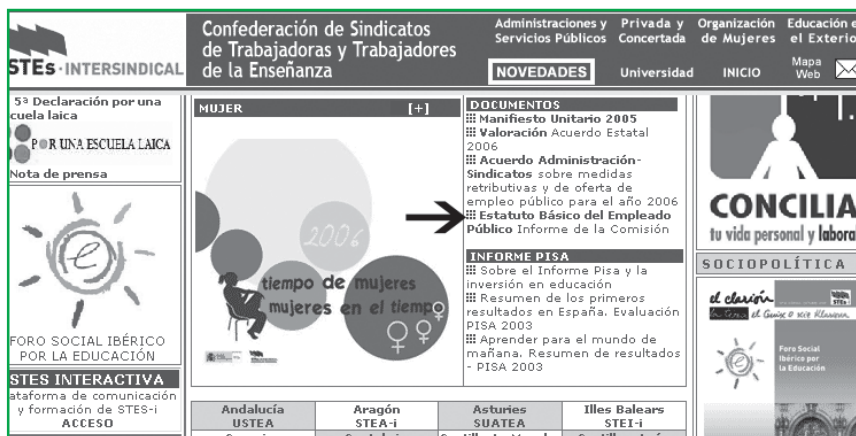 STEs·INTERSINDICAL
Confederación de Sindicatos
de Trabajadoras y Trabajadores
de la Enseñanza
Administraciones y
Servicios Públicos
Privada y
Concertada
Organización
de Mujeres
Educación e
el Exterio
NOVEDADES
Universidad
INICIO
Mapa
Web
5ª Declaración por una
cuela laica
POR UNA ESCUELA LAICA
Nota de prensa
FORO SOCIAL IBÉRICO
POR LA EDUCACIÓN
STES INTERACTIVA
ataforma de comunicación
y formación de STES-i
ACCESO
MUJER [+]
2006
tiempo de mujeres
mujeres en el tiempo
DOCUMENTOS
Manifiesto Unitario 2005
Valoración Acuerdo Estatal
2006
Acuerdo Administración-
Sindicatos sobre medidas
retributivas y de oferta de
empleo público para el año 2006
Estatuto Básico del Empleado
Público Informe de la Comisión
INFORME PISA
Sobre el Informe Pisa y la
inversión en educación
Resumen de los primeros
resultados en España. Evaluación
PISA 2003
Aprender para el mundo de
mañana. Resumen de resultados
- PISA 2003
CONCILIA
tu vida personal y labora
SOCIOPOLÍTICA
el clarión
Foro Social
Ibérico por
la Educación
Andalucía
USTEA
Aragón
STEA-i
Asturies
SUATEA
Illes Balears
STEI-i